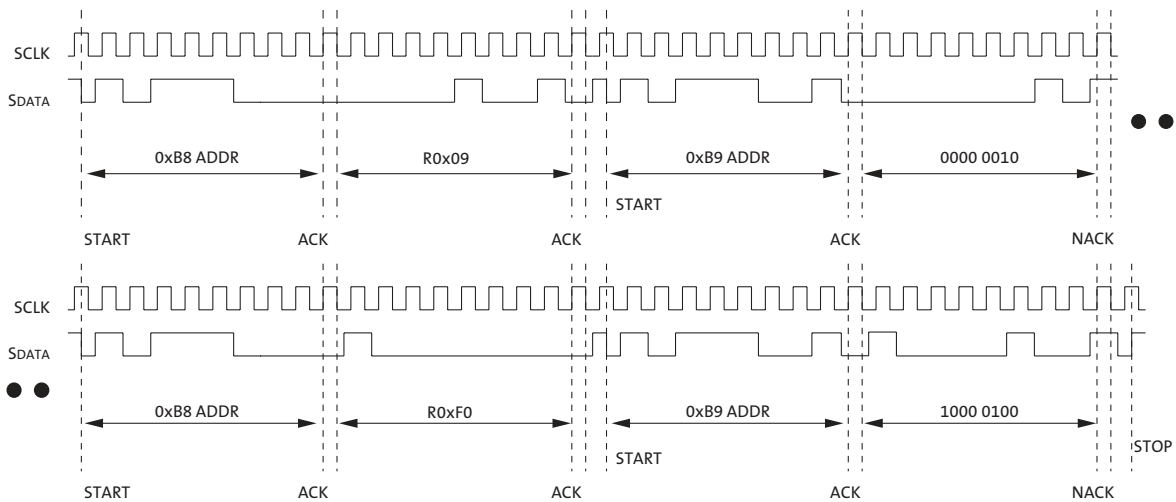 SCLK
SDATA
0xB8 ADDR R0x09 0xB9 ADDR 0000 0010
START
START ACK ACK ACK NACK
SCLK
SDATA
0xB8 ADDR R0xF0 0xB9 ADDR 1000 0100
START STOP
START ACK ACK ACK NACK